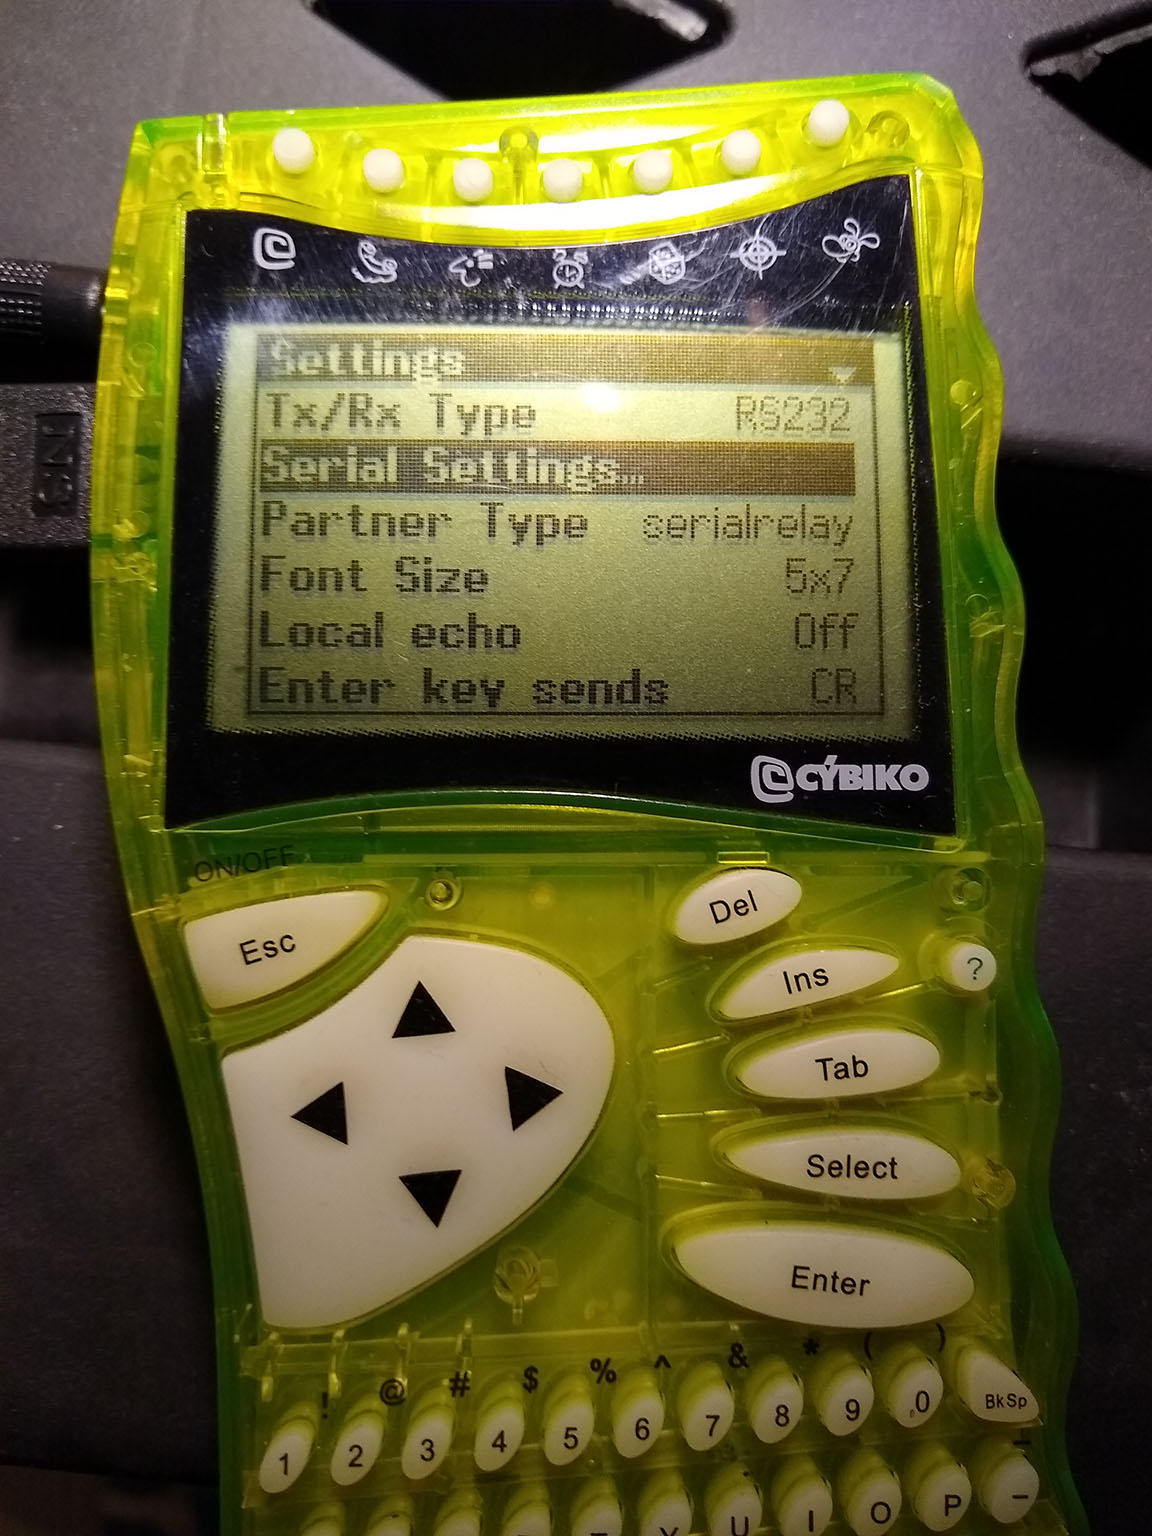 Settings
Tx/Rx Type RS232
Serial Settings...
Partner Type serialrelay
Font Size 5x7
Local echo Off
Enter key sends CR
CÝBIKO
ON/OFF
Esc
Del
Ins
?
Tab
Select
Enter
! @ # $ % ^ & * ( )
1 2 3 4 5 6 7 8 9 0 BkSp
Y U I O P –